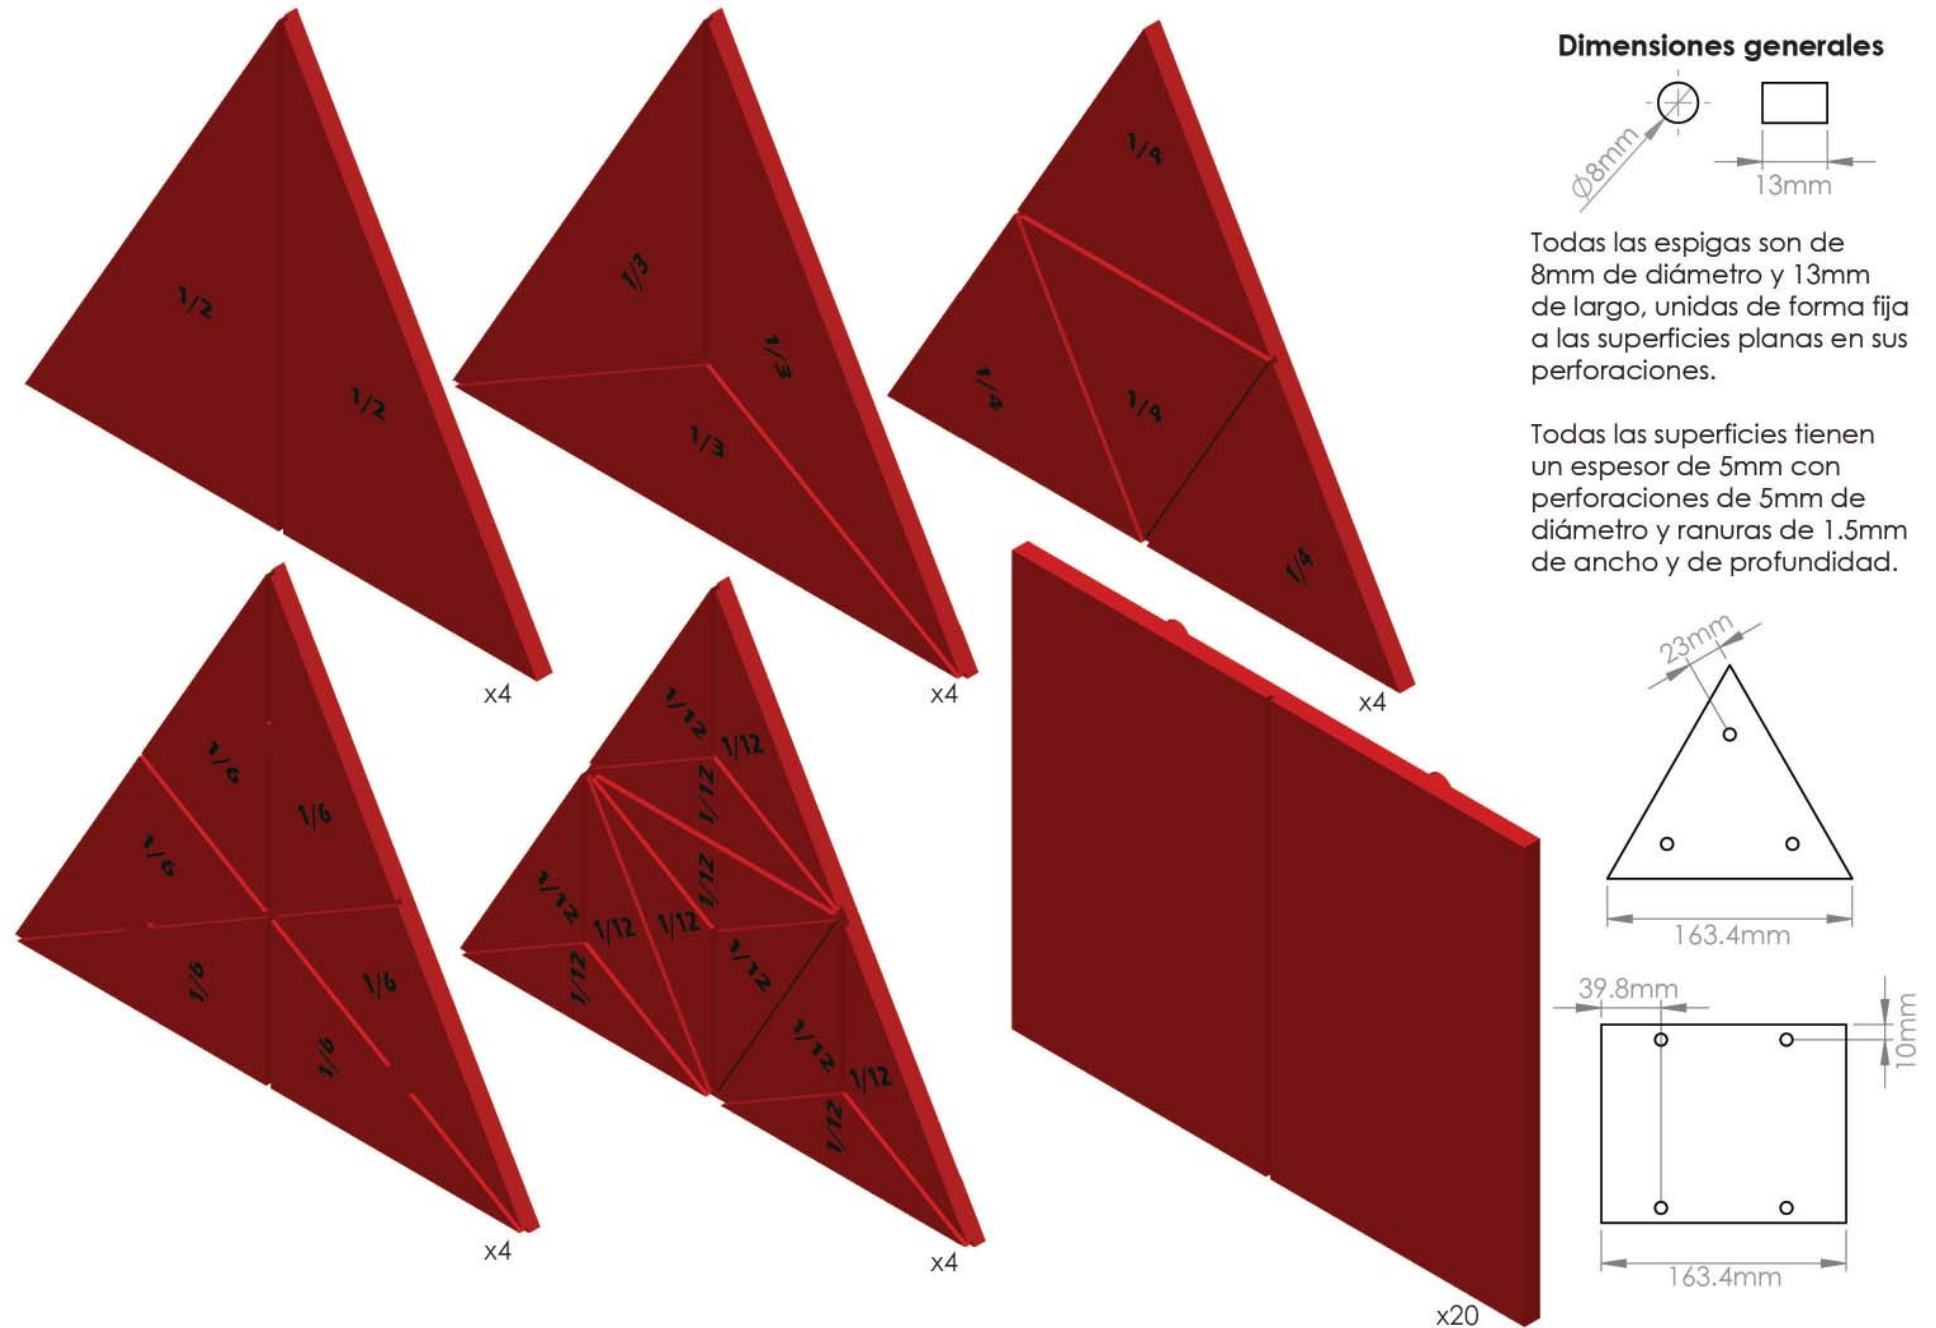 1/2
1/2
x4
1/3
1/3
1/3
x4
1/4
1/4
1/4
1/4
x4
Dimensiones generales
Ø8mm
13mm
Todas las espigas son de
8mm de diámetro y 13mm
de largo, unidas de forma fija
a las superficies planas en sus
perforaciones.
Todas las superficies tienen
un espesor de 5mm con
perforaciones de 5mm de
diámetro y ranuras de 1.5mm
de ancho y de profundidad.
1/6
1/6
1/6
1/6
1/6
1/6
x4
1/12
1/12
1/12
1/12
1/12
1/12
1/12
1/12
1/12
1/12
1/12
1/12
x4
x20
23mm
163.4mm
39.8mm
10mm
163.4mm